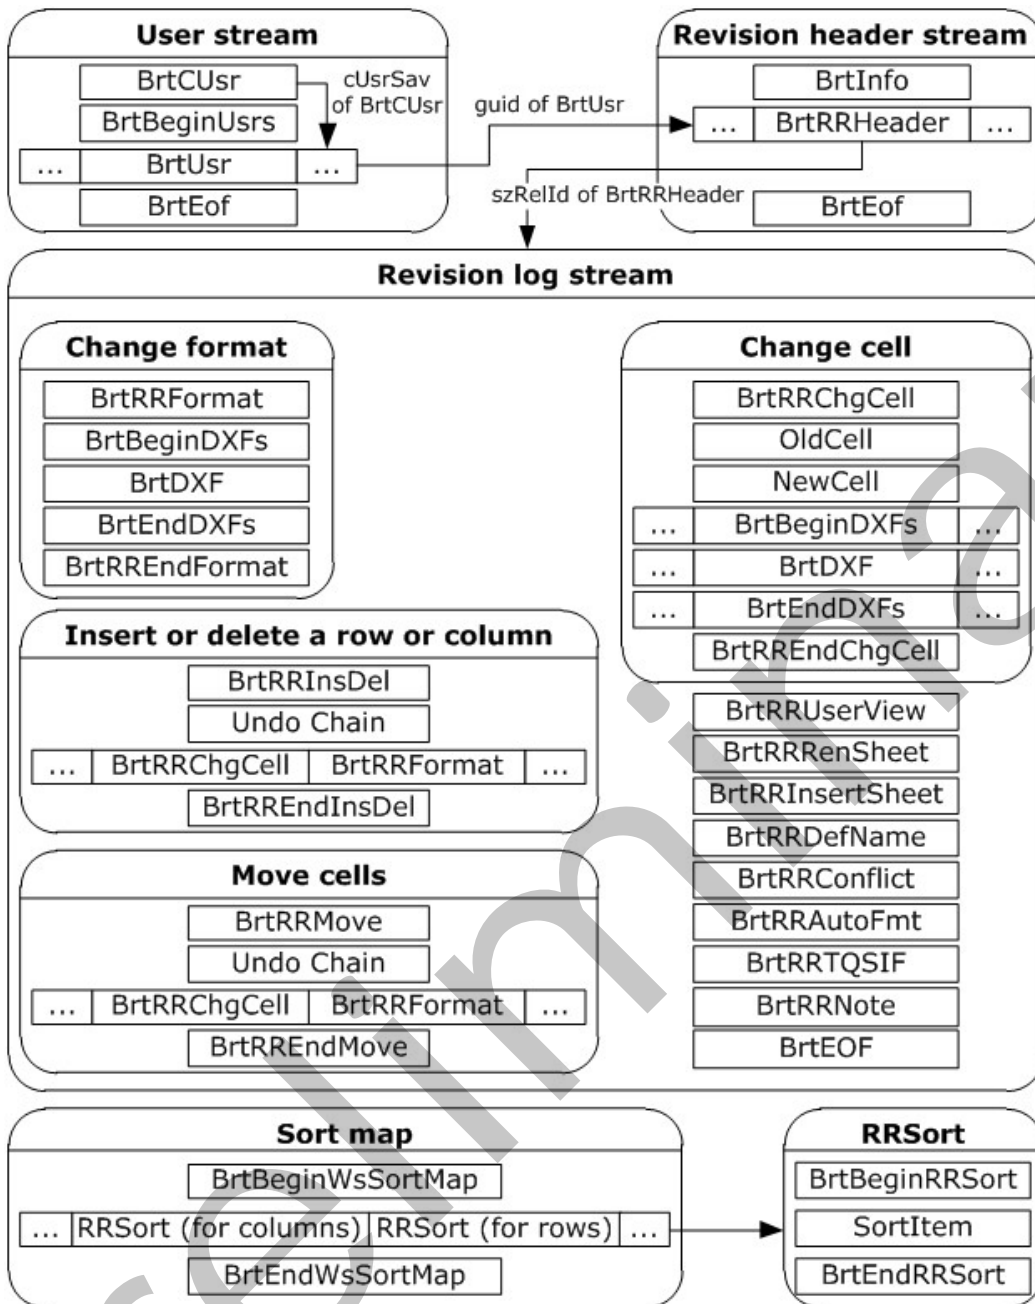 User stream
BrtCUsr
BrtBeginUsrs
... BrtUsr ...
BrtEof
cUsrSav
of BrtCUsr
guid of BrtUsr
Revision header stream
BrtInfo
... BrtRRHeader ...
szRelId of BrtRRHeader
BrtEof
Revision log stream
Change format
BrtRRFormat
BrtBeginDXFs
BrtDXF
BrtEndDXFs
BrtRREndFormat
Insert or delete a row or column
BrtRRInsDel
Undo Chain
... BrtRRChgCell BrtRRFormat ...
BrtRREndInsDel
Move cells
BrtRRMove
Undo Chain
... BrtRRChgCell BrtRRFormat ...
BrtRREndMove
Change cell
BrtRRChgCell
OldCell
NewCell
... BrtBeginDXFs ...
... BrtDXF ...
... BrtEndDXFs ...
BrtRREndChgCell
BrtRRUserView
BrtRRRenSheet
BrtRRInsertSheet
BrtRRDefName
BrtRRConflict
BrtRRAutoFmt
BrtRRTQSIF
BrtRRNote
BrtEOF
Sort map
BrtBeginWsSortMap
... RRSort (for columns) RRSort (for rows) ...
BrtEndWsSortMap
RRSort
BrtBeginRRSort
SortItem
BrtEndRRSort
elimina